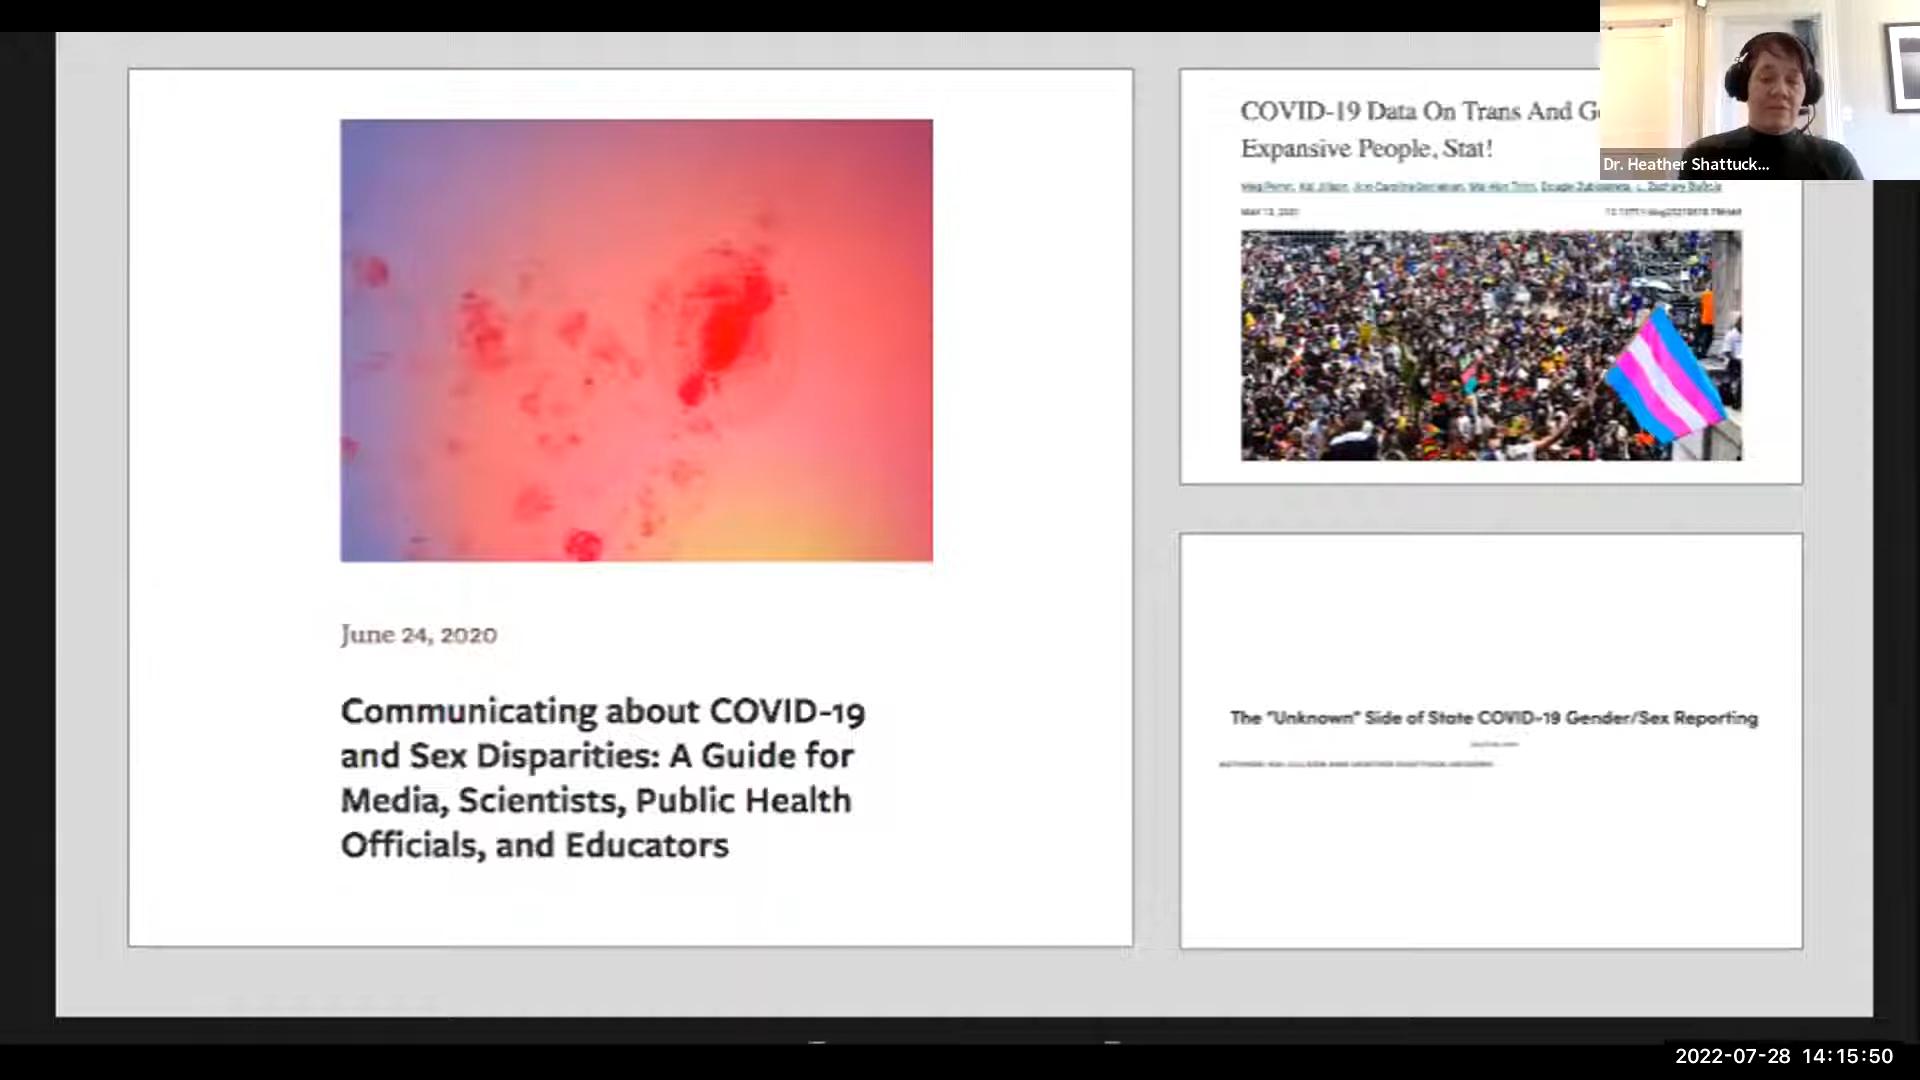 June 24, 2020
Communicating about COVID-19
and Sex Disparities: A Guide for
Media, Scientists, Public Health
Officials, and Educators
COVID-19 Data On Trans And
Expansive People, Stat!
The "Unknown" Side of State COVID-19 Gender/Sex Reporting
Dr. Heather Shattuck...
2022-07-28 14:15:50